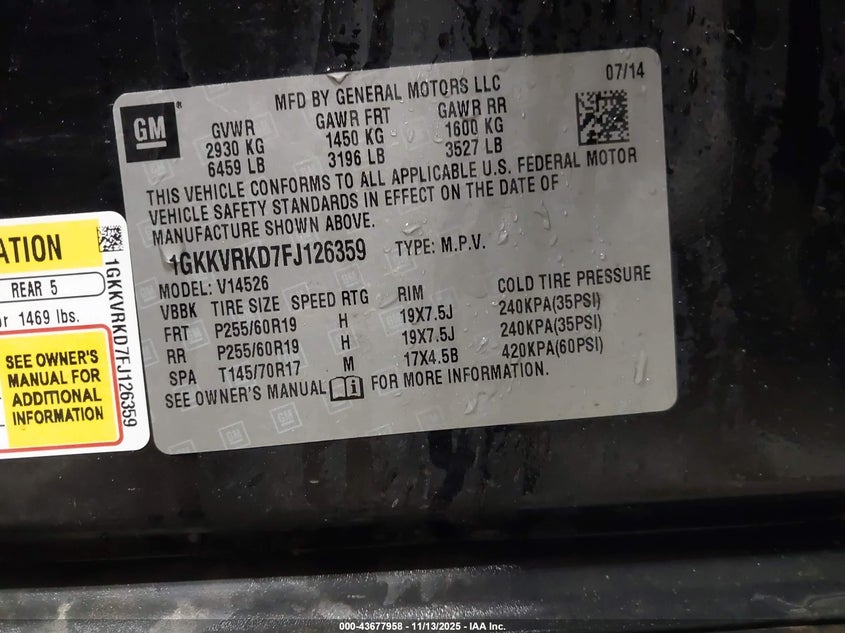 07/14
GM
®
MFD BY GENERAL MOTORS LLC
GVWR GAWR FRT GAWR RR
2930 KG 1450 KG 1600 KG
6459 LB 3196 LB 3527 LB
THIS VEHICLE CONFORMS TO ALL APPLICABLE U.S. FEDERAL MOTOR
VEHICLE SAFETY STANDARDS IN EFFECT ON THE DATE OF
MANUFACTURE SHOWN ABOVE.
1GKKVRKD7FJ126359 TYPE: M.P.V.
MODEL: V14526
VBBK TIRE SIZE SPEED RTG RIM COLD TIRE PRESSURE
FRT P255/60R19 H 19X7.5J 240KPA(35PSI)
RR P255/60R19 H 19X7.5J 240KPA(35PSI)
SPA T145/70R17 M 17X4.5B 420KPA(60PSI)
SEE OWNER'S MANUAL FOR MORE INFORMATION.
ATION
REAR 5
or 1469 lbs.
SEE OWNER'S
MANUAL FOR
ADDITIONAL
INFORMATION
1GKKVRKD7FJ126359
000-43677958 - 11/13/2025 - IAA Inc.